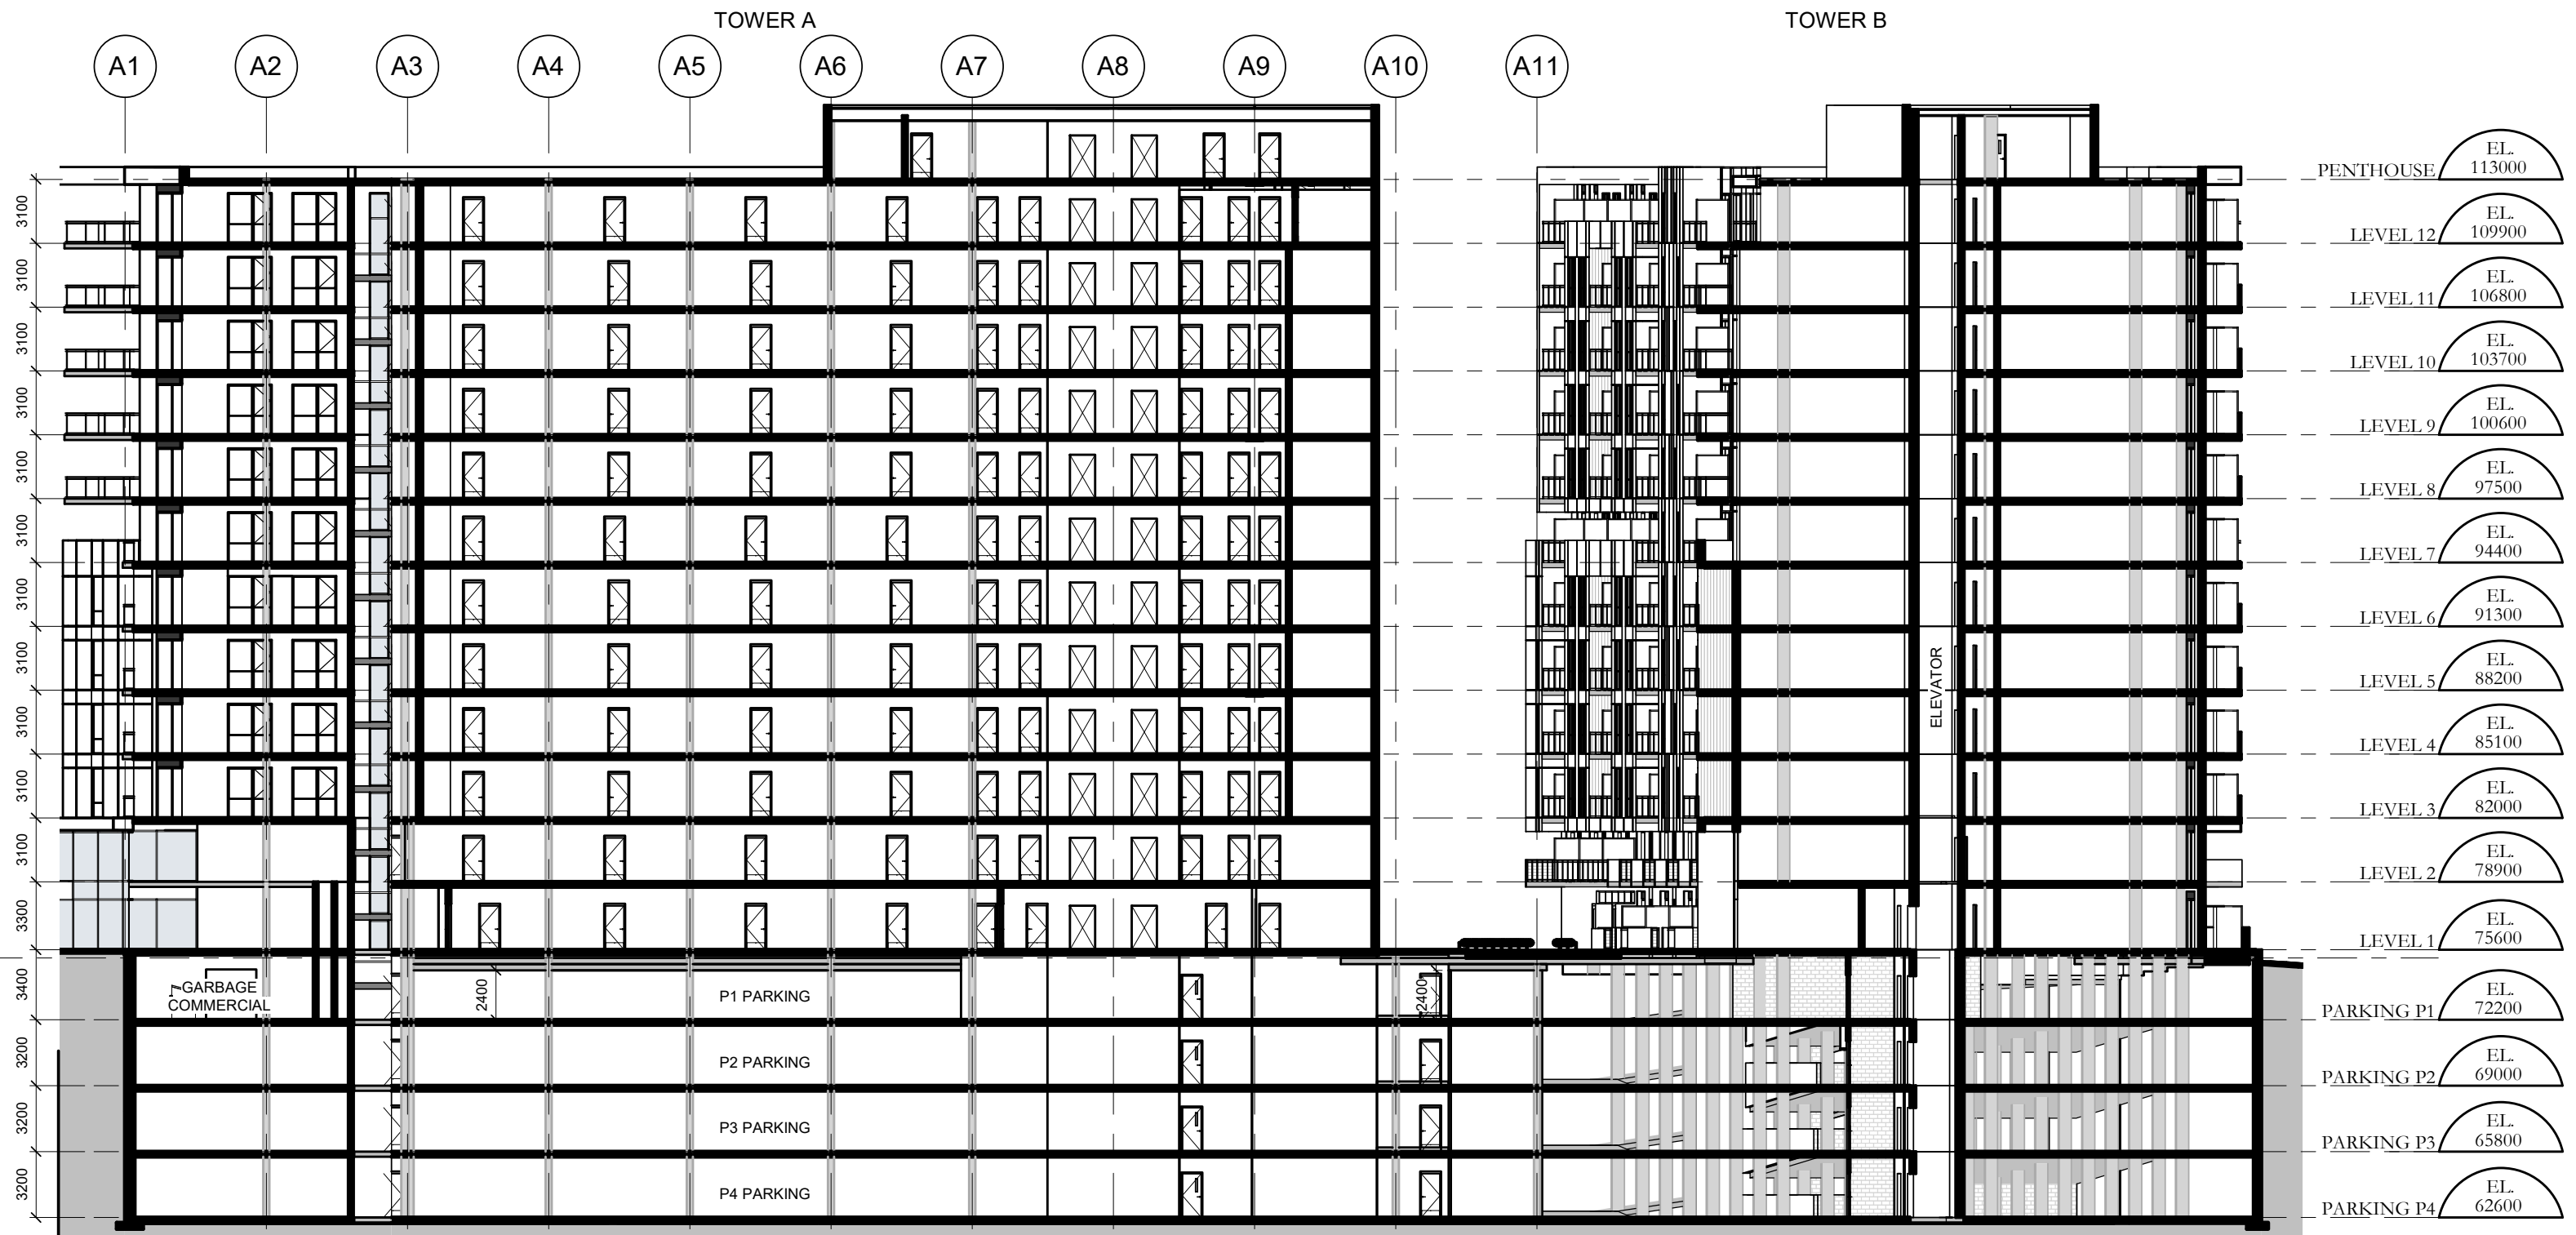 TOWER A
TOWER B
A1
A2
A3
A4
A5
A6
A7
A8
A9
A10
A11
PENTHOUSE
EL.
113000
3100
LEVEL 12
EL.
109900
3100
LEVEL 11
EL.
106800
3100
LEVEL 10
EL.
103700
3100
LEVEL 9
EL.
100600
3100
LEVEL 8
EL.
97500
3100
LEVEL 7
EL.
94400
3100
LEVEL 6
EL.
91300
3100
LEVEL 5
EL.
88200
3100
LEVEL 4
EL.
85100
3100
LEVEL 3
EL.
82000
3100
LEVEL 2
EL.
78900
3300
LEVEL 1
EL.
75600
ELEVATOR
3400
GARBAGE
COMMERCIAL
2400
P1 PARKING
2400
PARKING P1
EL.
72200
3200
P2 PARKING
PARKING P2
EL.
69000
3200
P3 PARKING
PARKING P3
EL.
65800
3200
P4 PARKING
PARKING P4
EL.
62600